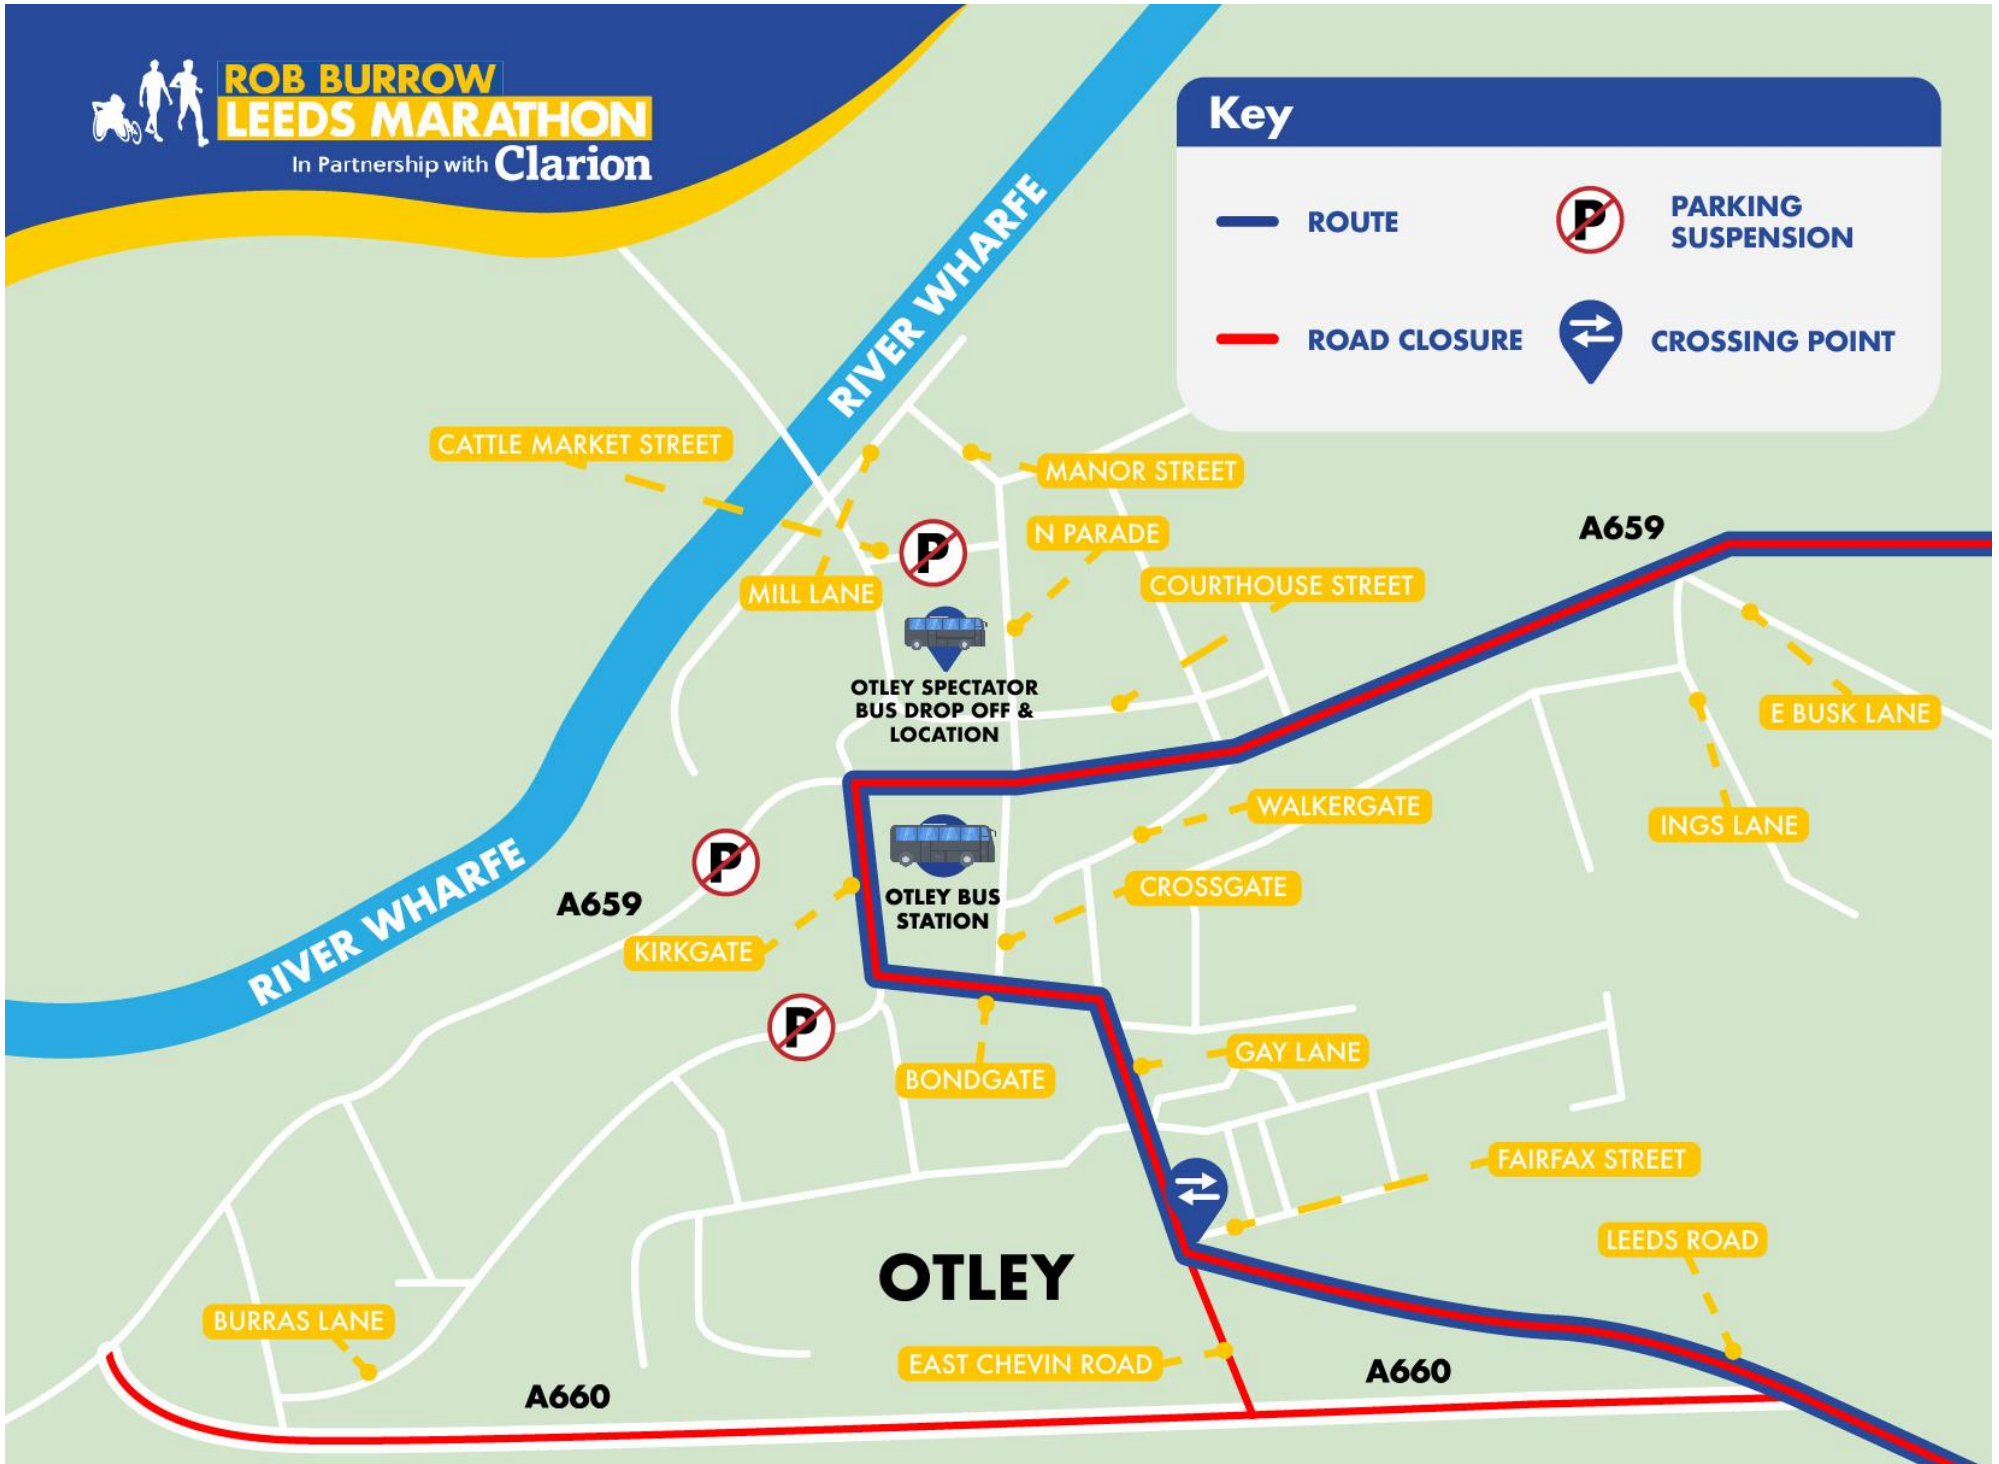 ROB BURROW
LEEDS MARATHON
In Partnership with Clarion
Key
ROUTE
P
PARKING
SUSPENSION
ROAD CLOSURE
CROSSING POINT
RIVER WHARFE
CATTLE MARKET STREET
MANOR STREET
N PARADE
A659
P
MILL LANE
COURTHOUSE STREET
OTLEY SPECTATOR
BUS DROP OFF &
LOCATION
E BUSK LANE
WALKERGATE
INGS LANE
P
A659
RIVER WHARFE
CROSSGATE
OTLEY BUS
STATION
KIRKGATE
P
GAY LANE
BONDGATE
FAIRFAX STREET
LEEDS ROAD
OTLEY
BURRAS LANE
EAST CHEVIN ROAD
A660
A660